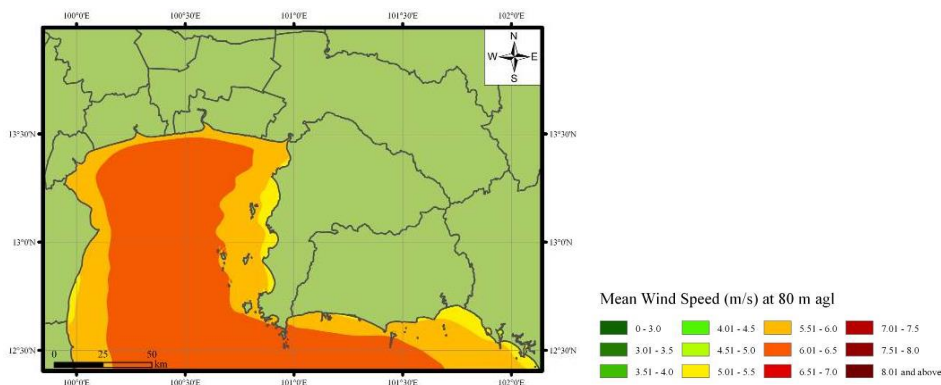 100°0'E 100°30'E 101°0'E 101°30'E 102°0'E
N
W E
S
13°30'N 13°30'N
13°0'N 13°0'N
12°30'N 12°30'N
0 25 50
km
100°0'E 100°30'E 101°0'E 101°30'E 102°0'E
Mean Wind Speed (m/s) at 80 m agl
0 - 3.0 4.01 - 4.5 5.51 - 6.0 7.01 - 7.5
3.01 - 3.5 4.51 - 5.0 6.01 - 6.5 7.51 - 8.0
3.51 - 4.0 5.01 - 5.5 6.51 - 7.0 8.01 and above